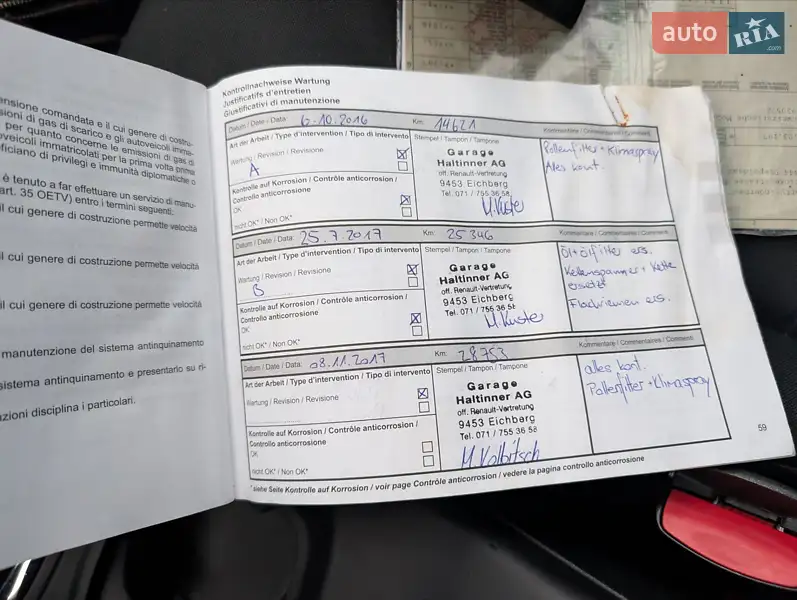 auto RIA .com
ansione comandata e il cui genere di costru-
sioni di gas di scarico e gli autoveicoli imme-
per quanto concerne le emissioni di gas di
oveicoli immatricolati per la prima volta prima
eficiano di privilegi e immunità diplomatiche o
è tenuto a far effettuare un servizio di manu-
art. 35 OETV) entro i termini seguenti:
il cui genere di costruzione permette velocità
il cui genere di costruzione permette velocità
il cui genere di costruzione permette velocità
manutenzione del sistema antinquinamento
sistema antinquinamento e presentarlo su ri-
zioni disciplina i particolari.
Kontrollnachweise Wartung
Justificatifs d'entretien
Giustificativi di manutenzione
Datum / Date / Data: 6.10.2016 Km: 14621 Kommentare / Commentaires / Commenti
Art der Arbeit / Type d'intervention / Tipo di intervento Stempel / Tampon / Tampone
Wartung / Revision / Revisione
A
Kontrolle auf Korrosion / Contrôle anticorrosion /
Controllo anticorrosione
OK
nicht OK* / Non OK*
Garage
Haltinner AG
off. Renault-Vertretung
9453 Eichberg
Tel. 071 / 755 36 58
M. Kuster
Pollenfilter + Klimaspray
Alles kont.
Datum / Date / Data: 25.7.2017 Km: 25346 Kommentare / Commentaires / Commenti
Art der Arbeit / Type d'intervention / Tipo di intervento Stempel / Tampon / Tampone
Wartung / Revision / Revisione
B
Kontrolle auf Korrosion / Contrôle anticorrosion /
Controllo anticorrosione
OK
nicht OK* / Non OK*
Garage
Haltinner AG
off. Renault-Vertretung
9453 Eichberg
Tel. 071 / 755 36 58
M. Kuster
Öl + Ölfilter ers.
Kettenspanner + Kette
ersetzt
Flachriemen ers.
Datum / Date / Data: 08.11.2017 Km: 28753 Kommentare / Commentaires / Commenti
Art der Arbeit / Type d'intervention / Tipo di intervento Stempel / Tampon / Tampone
Wartung / Revision / Revisione
Kontrolle auf Korrosion / Contrôle anticorrosion /
Controllo anticorrosione
OK
nicht OK* / Non OK*
Garage
Haltinner AG
off. Renault-Vertretung
9453 Eichberg
Tel. 071 / 755 36 58
M. Kolbitsch
alles kont.
Pollenfilter + Klimaspray
* siehe Seite Kontrolle auf Korrosion / voir page Contrôle anticorrosion / vedere la pagina controllo anticorrosione
59